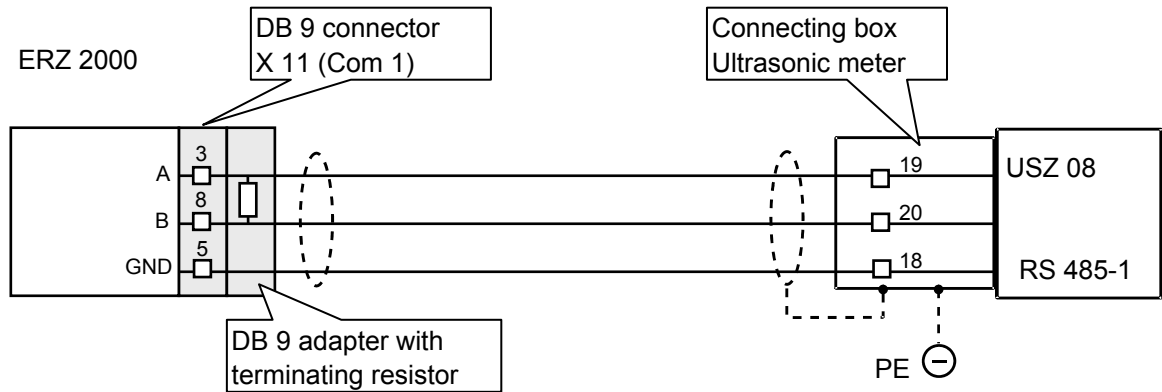 ERZ 2000
DB 9 connector
X 11 (Com 1)
Connecting box
Ultrasonic meter
A
3
19
USZ 08
B
8
20
GND
5
18
RS 485-1
DB 9 adapter with
terminating resistor
PE